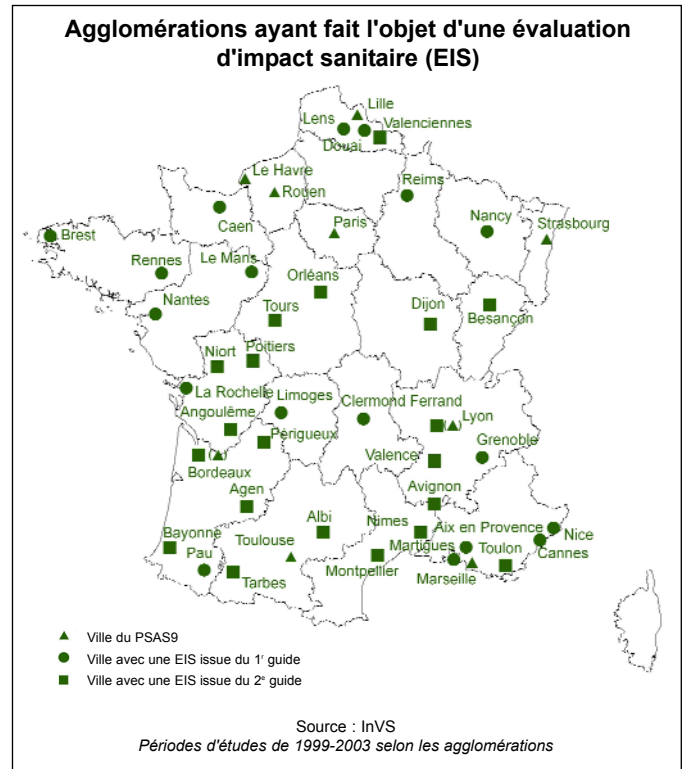 Agglomérations ayant fait l'objet d'une évaluation
d'impact sanitaire (EIS)
Lille
Lens
Valenciennes
Douai
Le Havre
Reims
Rouen
Caen
Paris
Nancy
Strasbourg
Brest
Rennes
Le Mans
Orléans
Nantes
Tours
Dijon
Besançon
Niort
Poitiers
La Rochelle
Limoges
Clermond Ferrand
Angoulême
Lyon
Périgueux
Grenoble
Bordeaux
Valence
Agen
Avignon
Albi
Nimes
Aix en Provence
Nice
Bayonne
Toulouse
Martigues
Toulon
Cannes
Pau
Tarbes
Montpellier
Marseille
Ville du PSAS9
Ville avec une EIS issue du 1r guide
Ville avec une EIS issue du 2e guide
Source : InVS
Périodes d'études de 1999-2003 selon les agglomérations